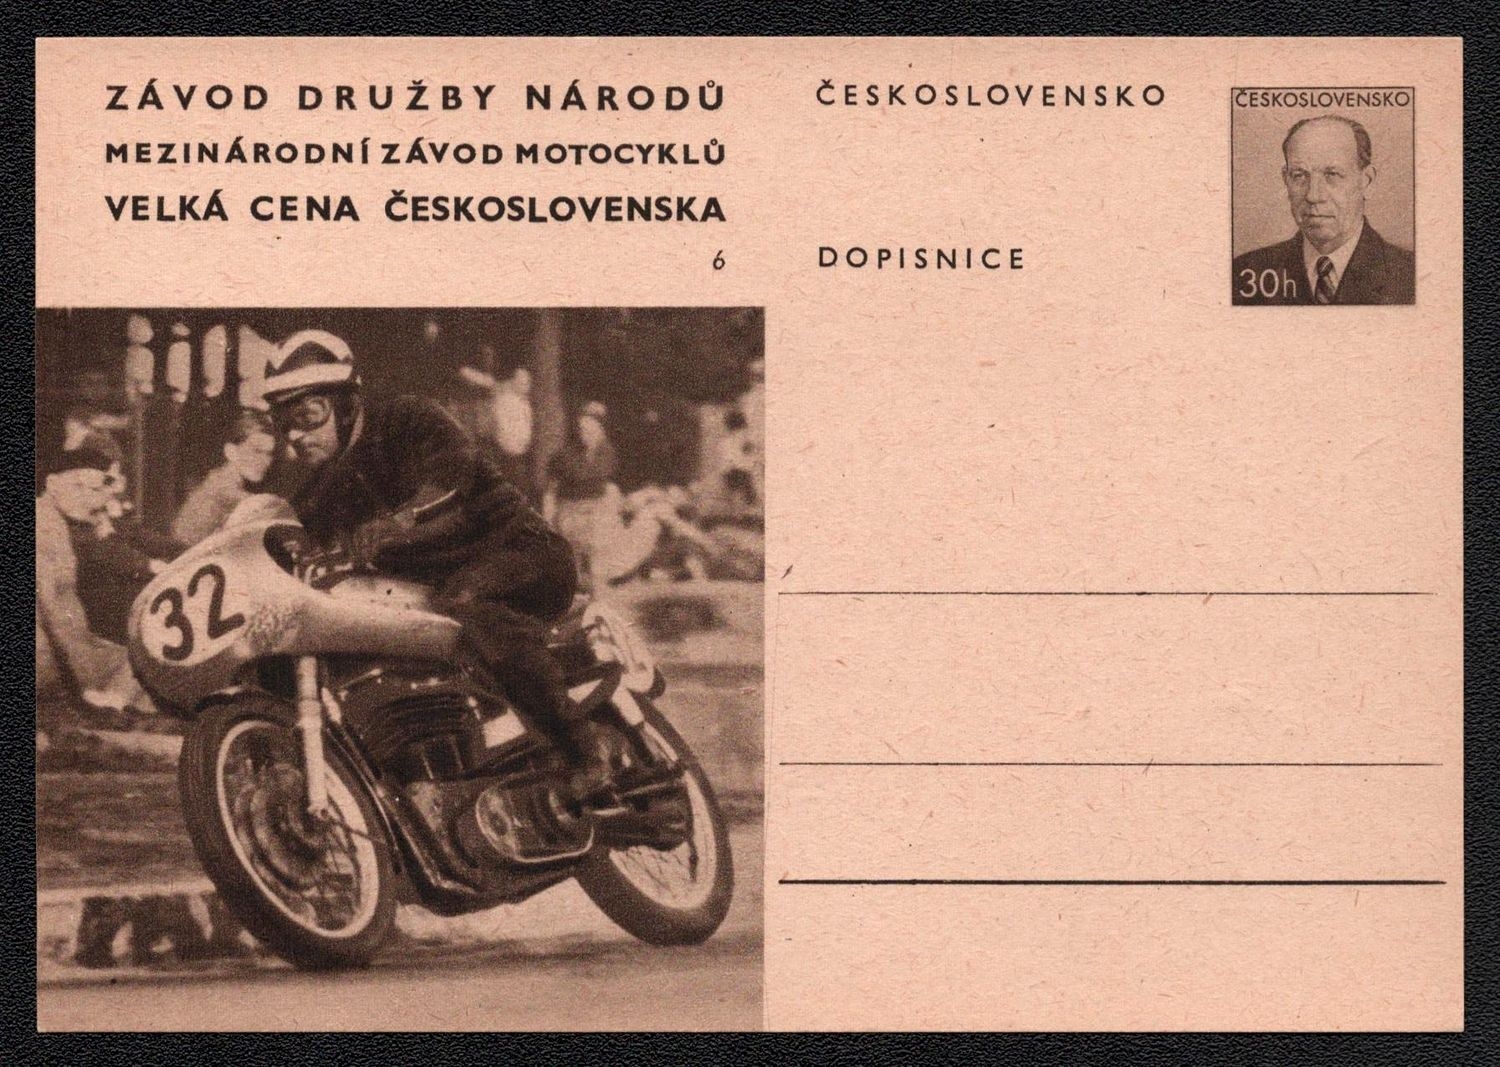 ZÁVOD DRUŽBY NÁRODŮ
MEZINÁRODNÍ ZÁVOD MOTOCYKLŮ
VELKÁ CENA ČESKOSLOVENSKA
6
ČESKOSLOVENSKO
DOPISNICE
ČESKOSLOVENSKO
30h
32